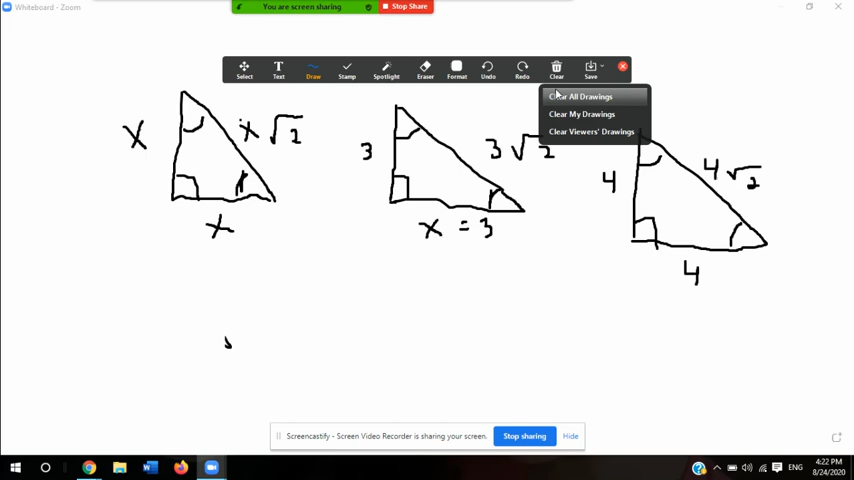 Whiteboard - Zoom
You are screen sharing
Stop Share
Select
Text
Draw
Stamp
Spotlight
Eraser
Format
Undo
Redo
Clear
Save
Clear All Drawings
Clear My Drawings
Clear Viewers' Drawings
x
x √2
x
3
3 √2
x = 3
4
4 √2
4
Screencastify - Screen Video Recorder is sharing your screen.
Stop sharing
Hide
ENG
4:22 PM
8/24/2020